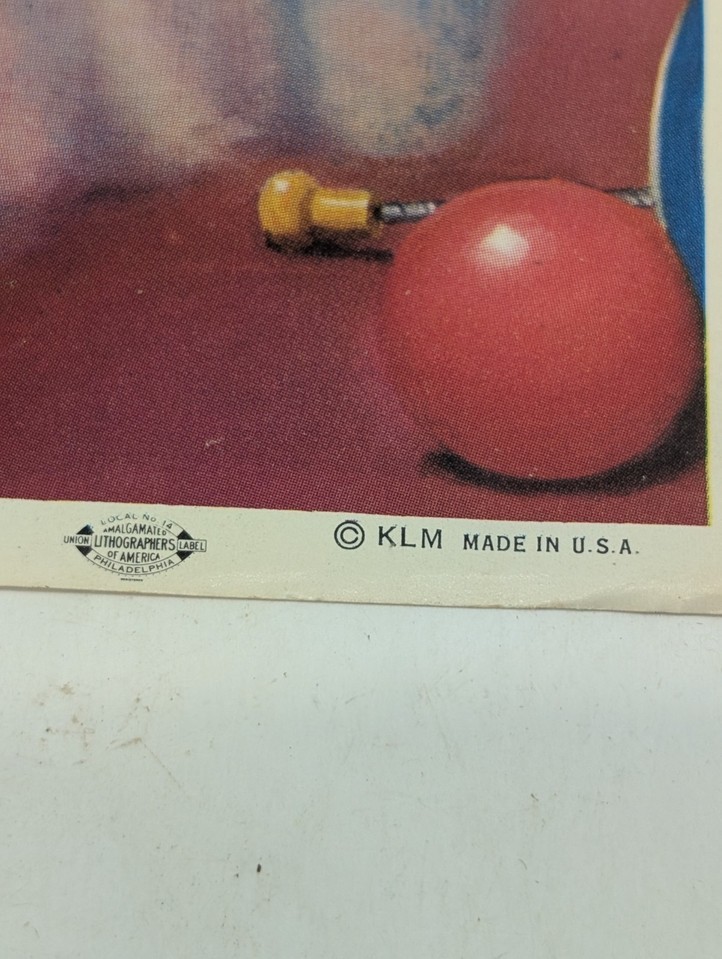 LOCAL No. 14
AMALGAMATED
UNION LITHOGRAPHERS LABEL
OF AMERICA
PHILADELPHIA
© KLM MADE IN U.S.A.